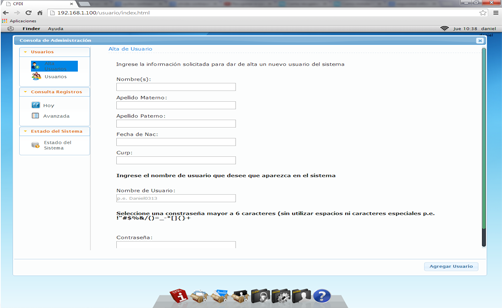 CRDI
192.168.1.100/usuario/index.html
Aplicaciones
Finder Ayuda
jue 10:38 daniel
Consola de Administración
Usuarios
Usuarios
Consulta Registros
Hoy
Avanzada
Estado del Sistema
Estado del
Sistema
Alta de Usuario
Ingrese la información solicitada para dar de alta un nuevo usuario del sistema
Nombre(s):
Apellido Materno:
Apellido Paterno:
Fecha de Nac:
Curp:
Ingrese el nombre de usuario que desee que aparezca en el sistema
Nombre de Usuario:
p.e. Daniel0313
Seleccione una constraseña mayor a 6 caracteres (sin utilizar espacios ni caracteres especiales p.e.
!"#$%&/()=_-*[]{}+
Contraseña:
Agregar Usuario